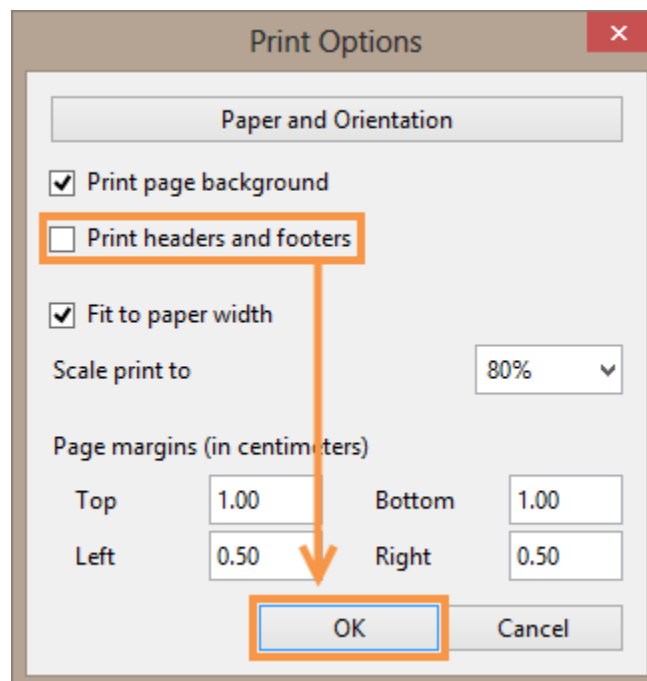 Print Options
Paper and Orientation
Print page background
Print headers and footers
Fit to paper width
Scale print to 80%
Page margins (in centimeters)
Top 1.00 Bottom 1.00
Left 0.50 Right 0.50
OK Cancel